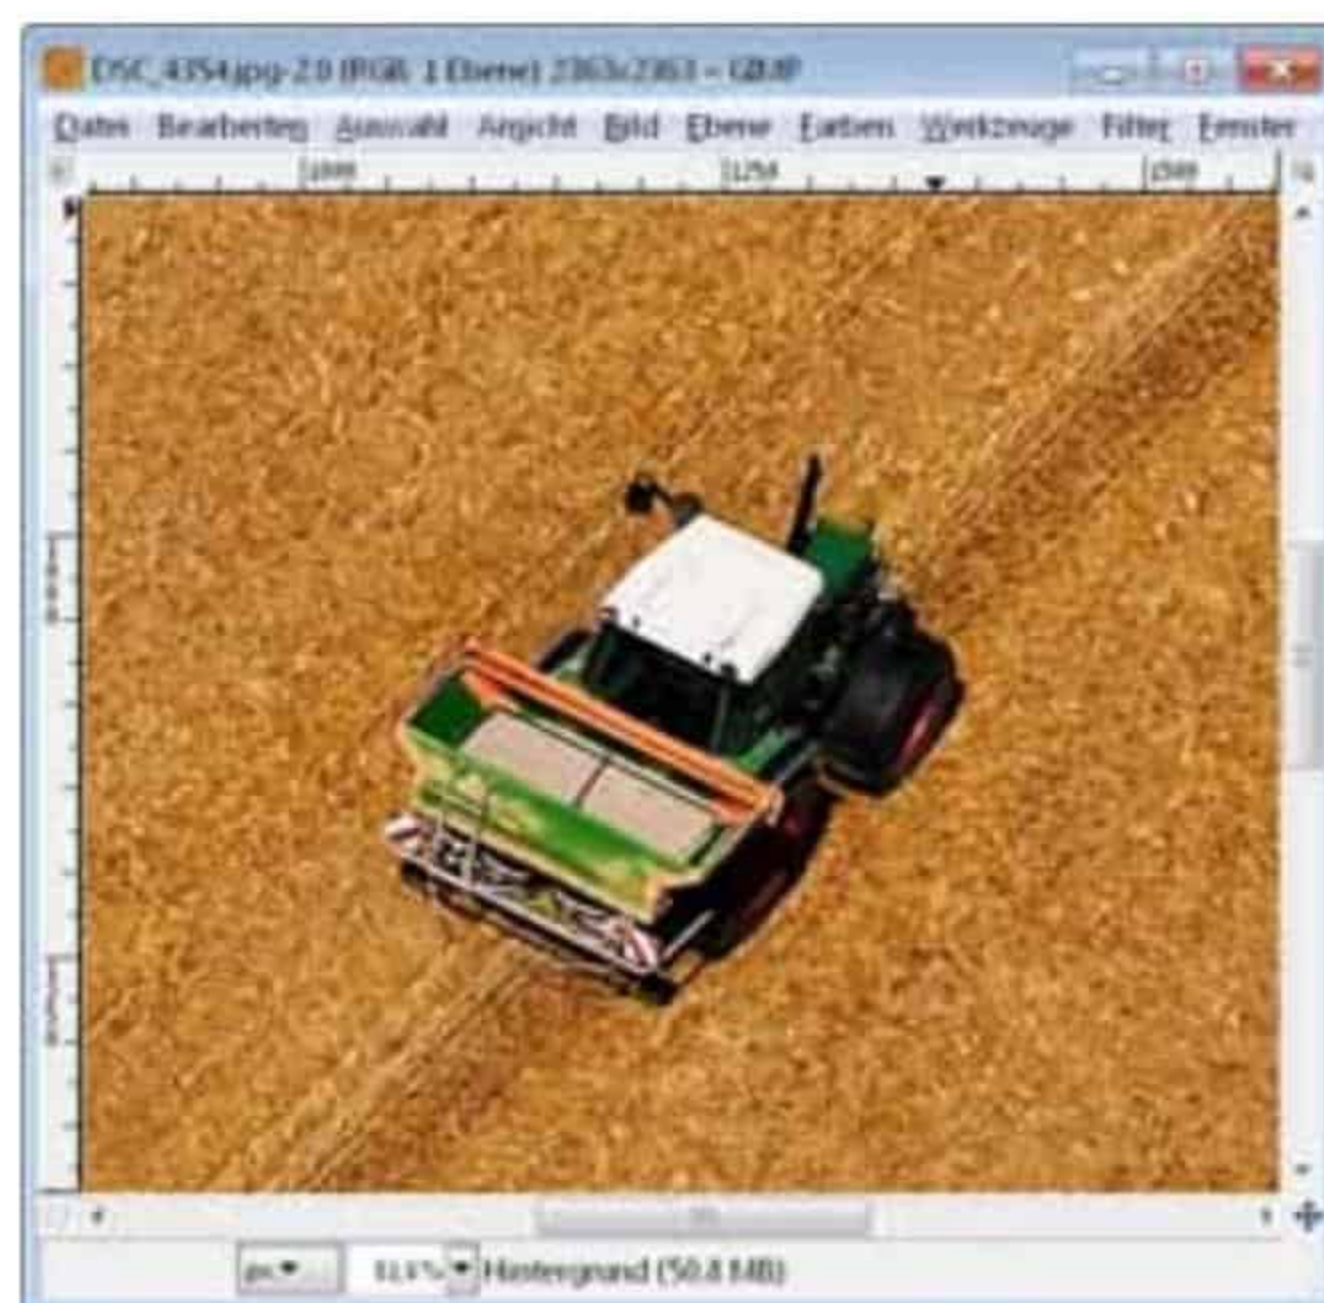 DSC_4354.jpg-2.0 (RGB, 1 Ebene) 2363x2363 – GIMP
Datei Bearbeiten Auswahl Ansicht Bild Ebene Farben Werkzeuge Filter Fenster
1000 1250 1500
px Hintergrund (50.8 MB)